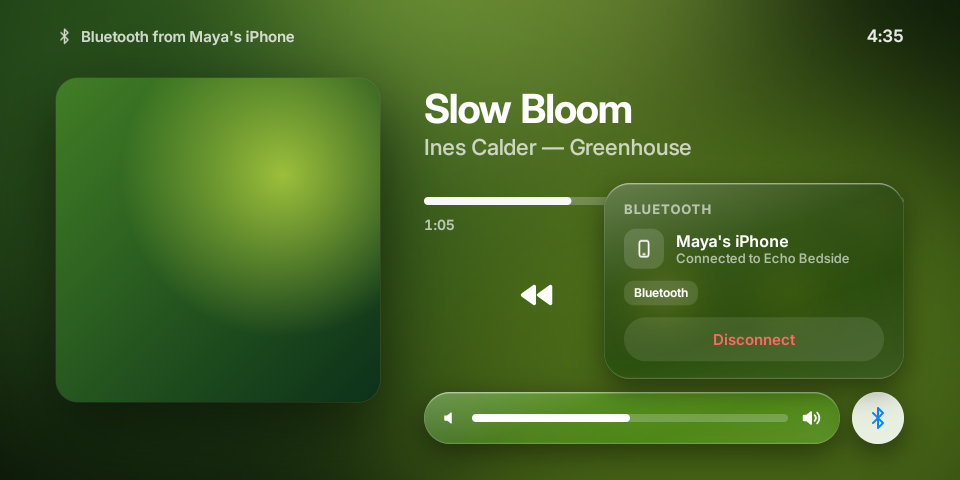 Bluetooth from Maya's iPhone
4:35
Slow Bloom
Ines Calder — Greenhouse
1:05
BLUETOOTH
Maya's iPhone
Connected to Echo Bedside
Bluetooth
Disconnect